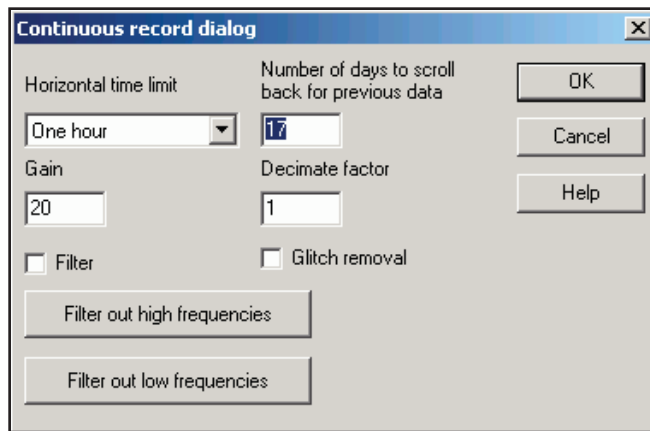 Continuous record dialog
Horizontal time limit
One hour
Number of days to scroll
back for previous data
17
Gain
20
Decimate factor
1
Filter
Glitch removal
Filter out high frequencies
Filter out low frequencies
OK
Cancel
Help